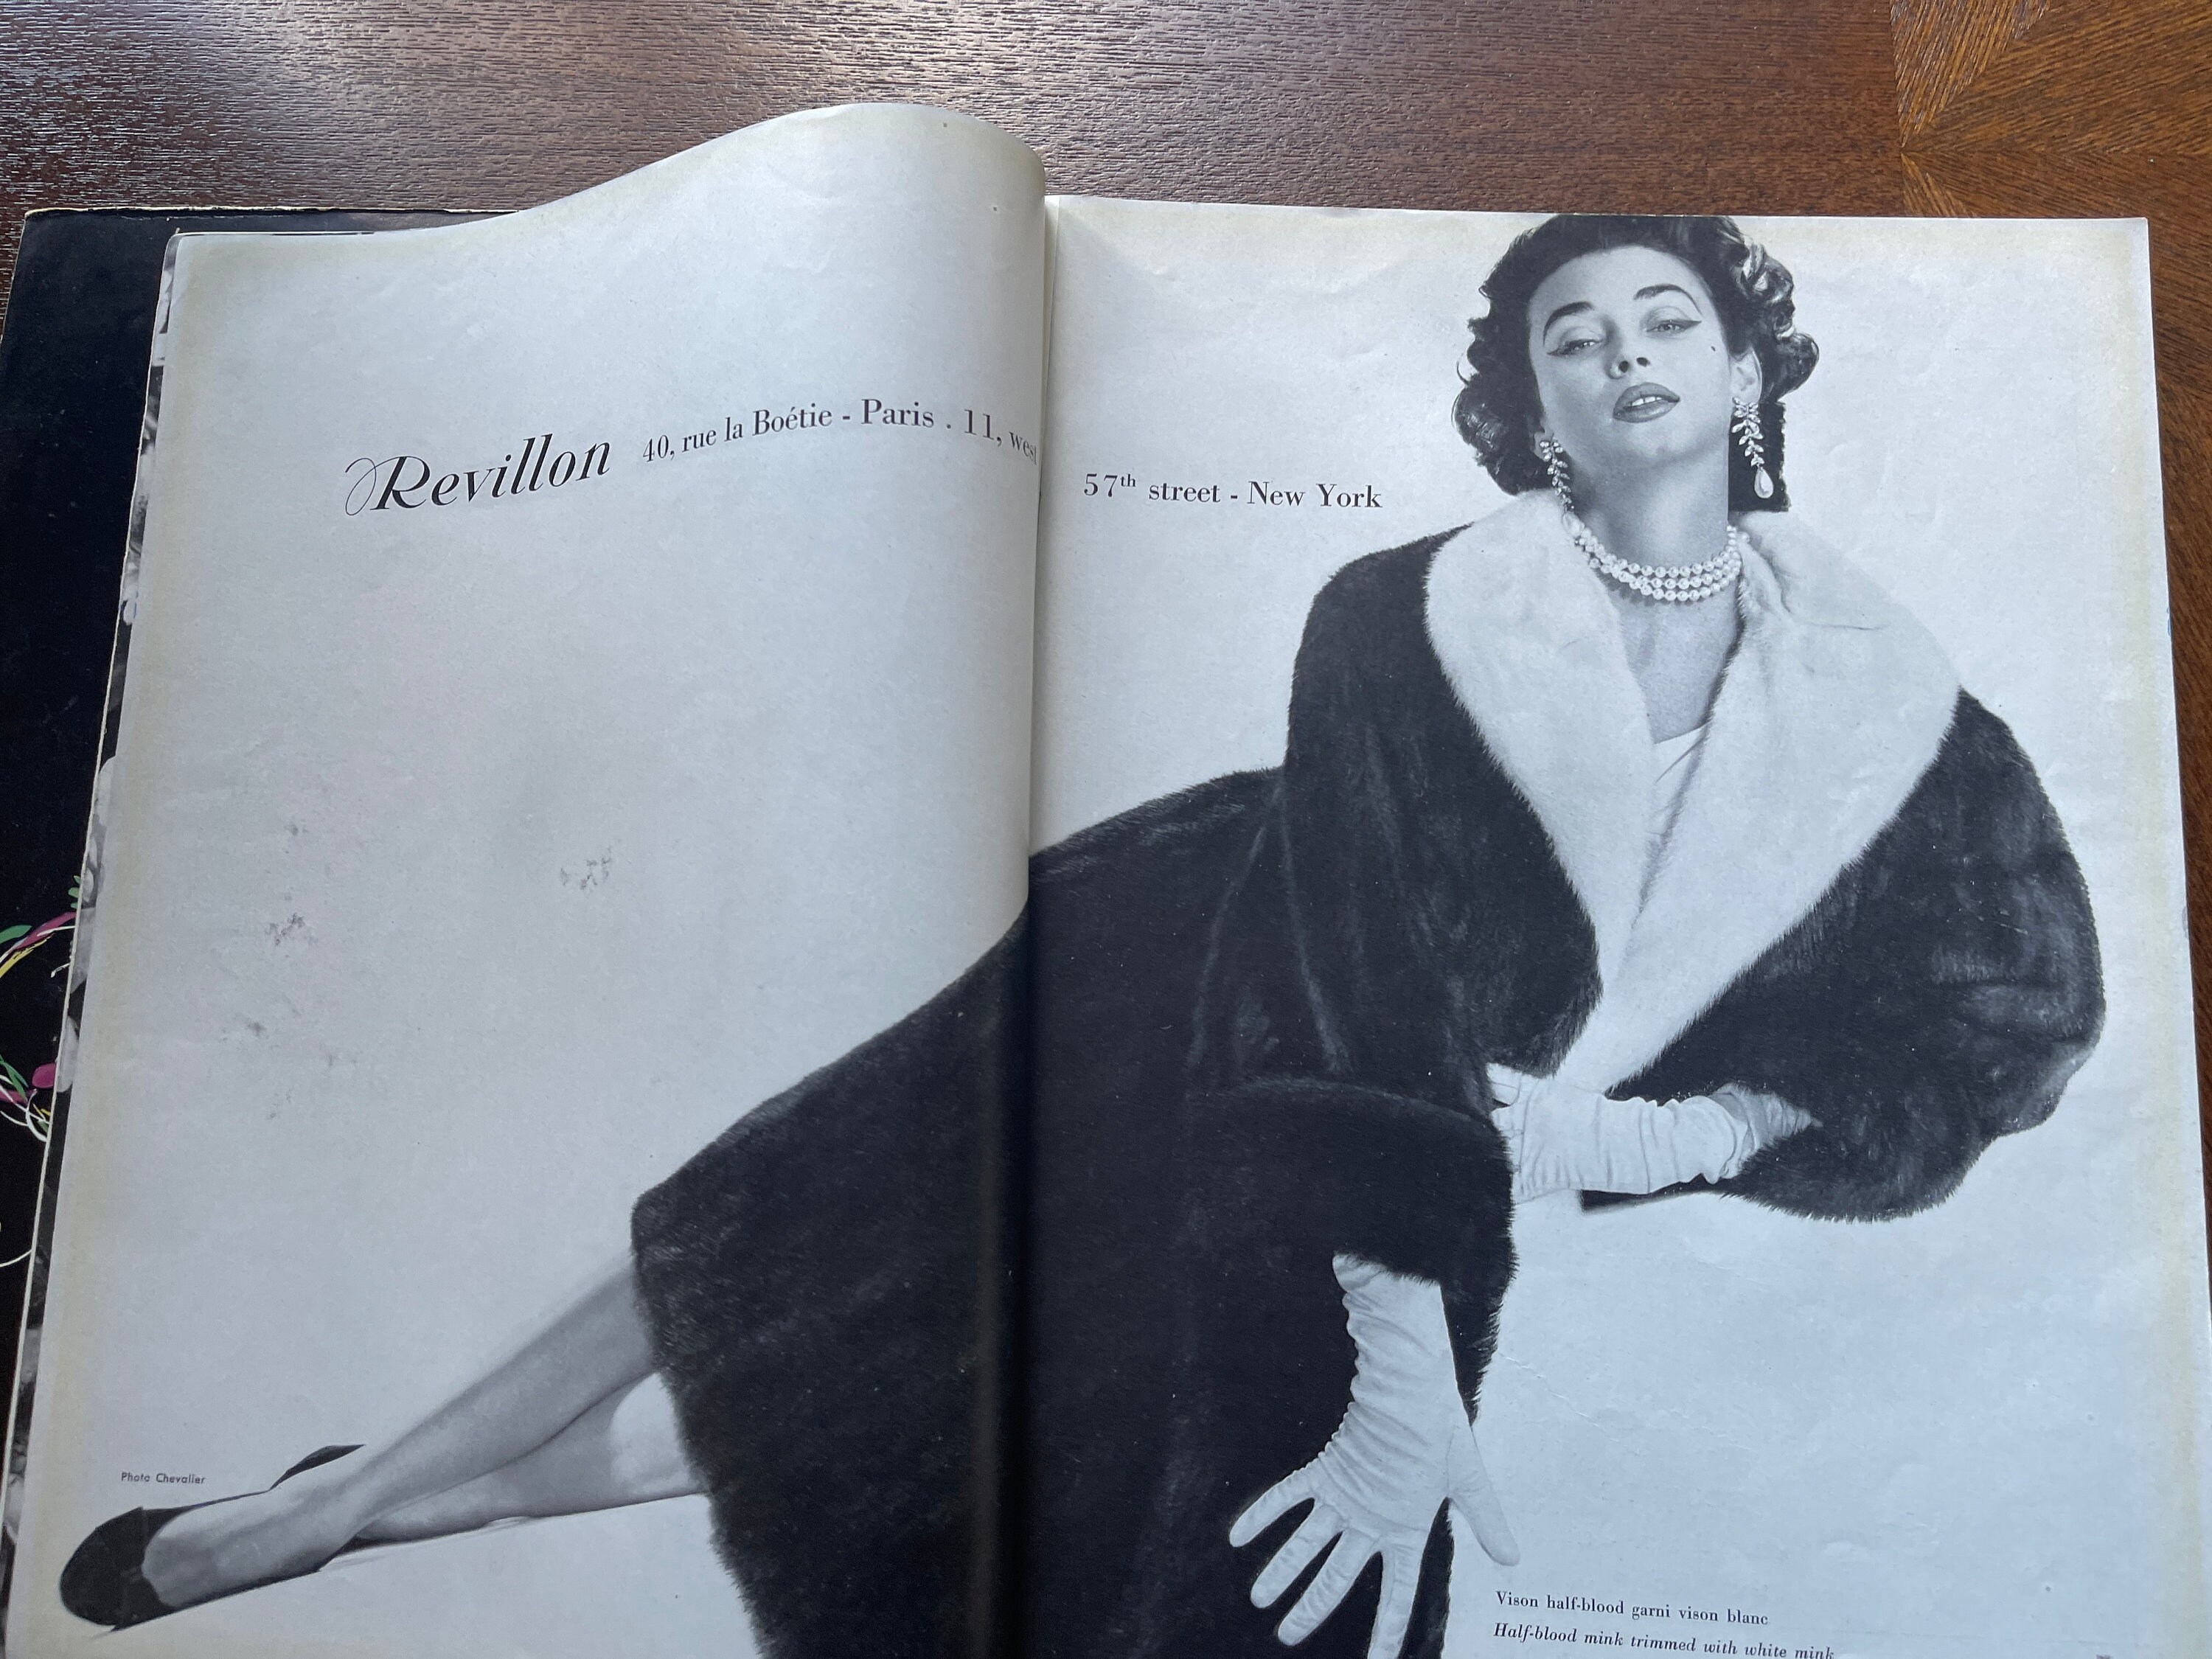 Revillon 40, rue la Boétie - Paris . 11, west 57th street - New York
Photo Chevalier
Vison half-blood garni vison blanc
Half-blood mink trimmed with white mink